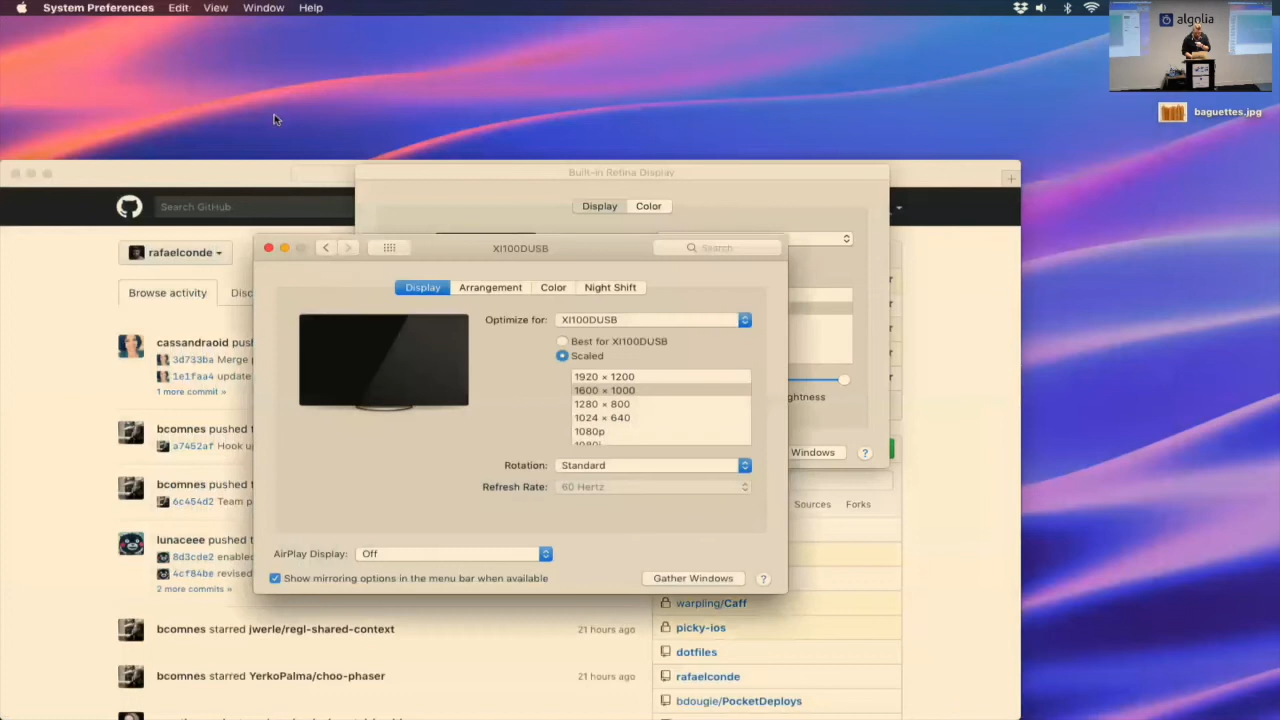 System Preferences Edit View Window Help
algolia
baguettes.jpg
Built-in Retina Display
Search GitHub
Display Color
rafaelconde
XI100DUSB
Search
Browse activity
Display Arrangement Color Night Shift
Optimize for: XI100DUSB
Best for XI100DUSB
Scaled
1920 × 1200
1600 × 1000
1280 × 800
1024 × 640
1080p
1080i
Rotation: Standard
Refresh Rate: 60 Hertz
AirPlay Display: Off
Show mirroring options in the menu bar when available
Gather Windows
?
Windows
?
cassandraoid
3d733ba Merge
1e1faa4 update
1 more commit »
bcomnes pushed
a7452af Hook
bcomnes pushed
6c454d2 Team
lunaceee pushed
8d3cde2
4cf84be revised
2 more commits »
bcomnes starred jwerle/regl-shared-context 21 hours ago
bcomnes starred YerkoPalma/choo-phaser 21 hours ago
Sources Forks
warpling/Caff
picky-ios
dotfiles
rafaelconde
bdougie/PocketDeploys